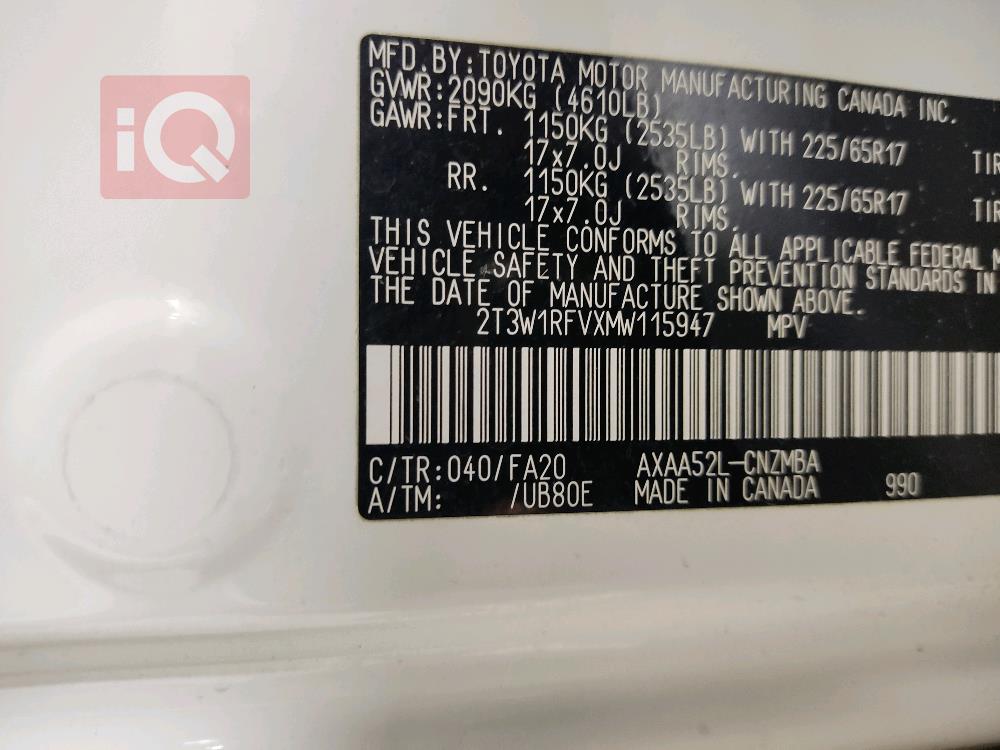 iQ
MFD.BY:TOYOTA MOTOR MANUFACTURING CANADA INC.
GVWR:2090KG (4610LB)
GAWR:FRT. 1150KG (2535LB) WITH 225/65R17
17x7.0J RIMS. TIR
RR. 1150KG (2535LB) WITH 225/65R17
17x7.0J RIMS. TIR
THIS VEHICLE CONFORMS TO ALL APPLICABLE FEDERAL M
VEHICLE SAFETY AND THEFT PREVENTION STANDARDS IN
THE DATE OF MANUFACTURE SHOWN ABOVE.
2T3W1RFVXMW115947 MPV
C/TR:040/FA20 AXAA52L-CNZMBA
A/TM: /UB80E MADE IN CANADA 990